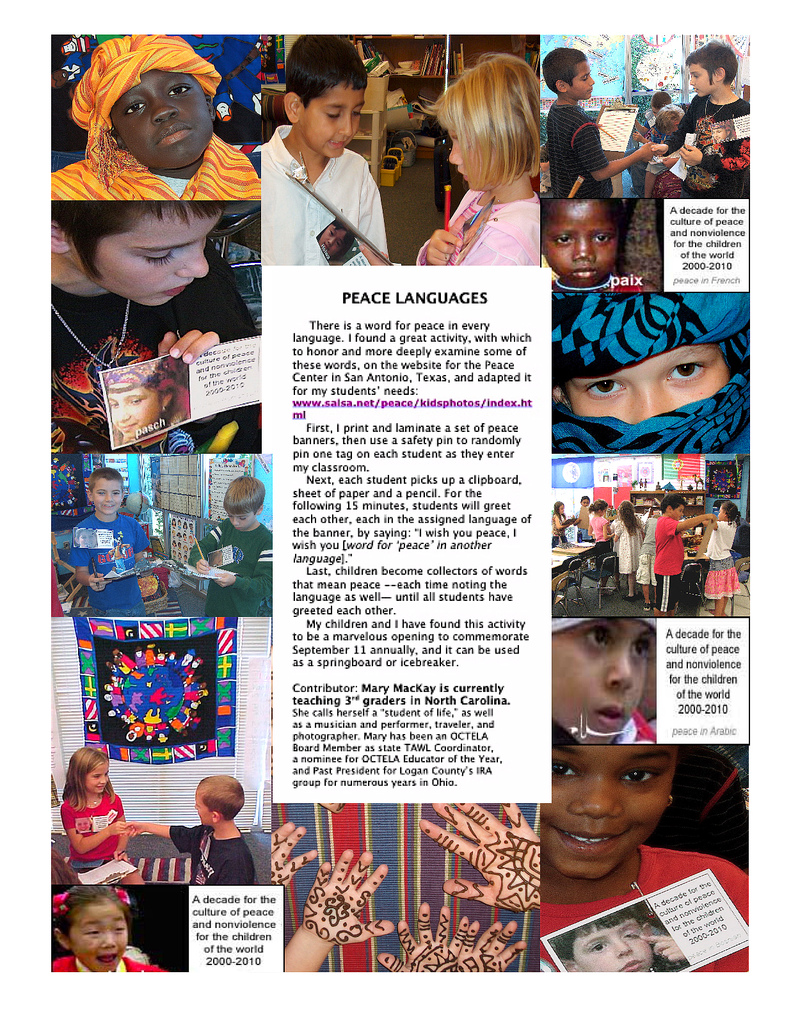 A decade for the
culture of peace
and nonviolence
for the children
of the world
2000-2010
peace in French
paix
PEACE LANGUAGES
There is a word for peace in every
language. I found a great activity, with which
to honor and more deeply examine some of
these words, on the website for the Peace
Center in San Antonio, Texas, and adapted it
for my students' needs:
www.salsa.net/peace/kidsphotos/index.ht
ml
First, I print and laminate a set of peace
banners, then use a safety pin to randomly
pin one tag on each student as they enter
my classroom.
Next, each student picks up a clipboard,
sheet of paper and a pencil. For the
following 15 minutes, students will greet
each other, each in the assigned language of
the banner, by saying: "I wish you peace, I
wish you [word for 'peace' in another
language]."
Last, children become collectors of words
that mean peace --each time noting the
language as well— until all students have
greeted each other.
My children and I have found this activity
to be a marvelous opening to commemorate
September 11 annually, and it can be used
as a springboard or icebreaker.
Contributor: Mary MacKay is currently
teaching 3rd graders in North Carolina.
She calls herself a "student of life," as well
as a musician and performer, traveler, and
photographer. Mary has been an OCTELA
Board Member as state TAWL Coordinator,
a nominee for OCTELA Educator of the Year,
and Past President for Logan County's IRA
group for numerous years in Ohio.
a decade for the
culture of peace
and nonviolence
for the children
of the world
2000-2010
pasch
A decade for the
culture of peace
and nonviolence
for the children
of the world
2000-2010
peace in Arabic
سلام
A decade for the
culture of peace
and nonviolence
for the children
of the world
2000-2010
A decade for the
culture of peace
and nonviolence
for the children
of the world
2000-2010